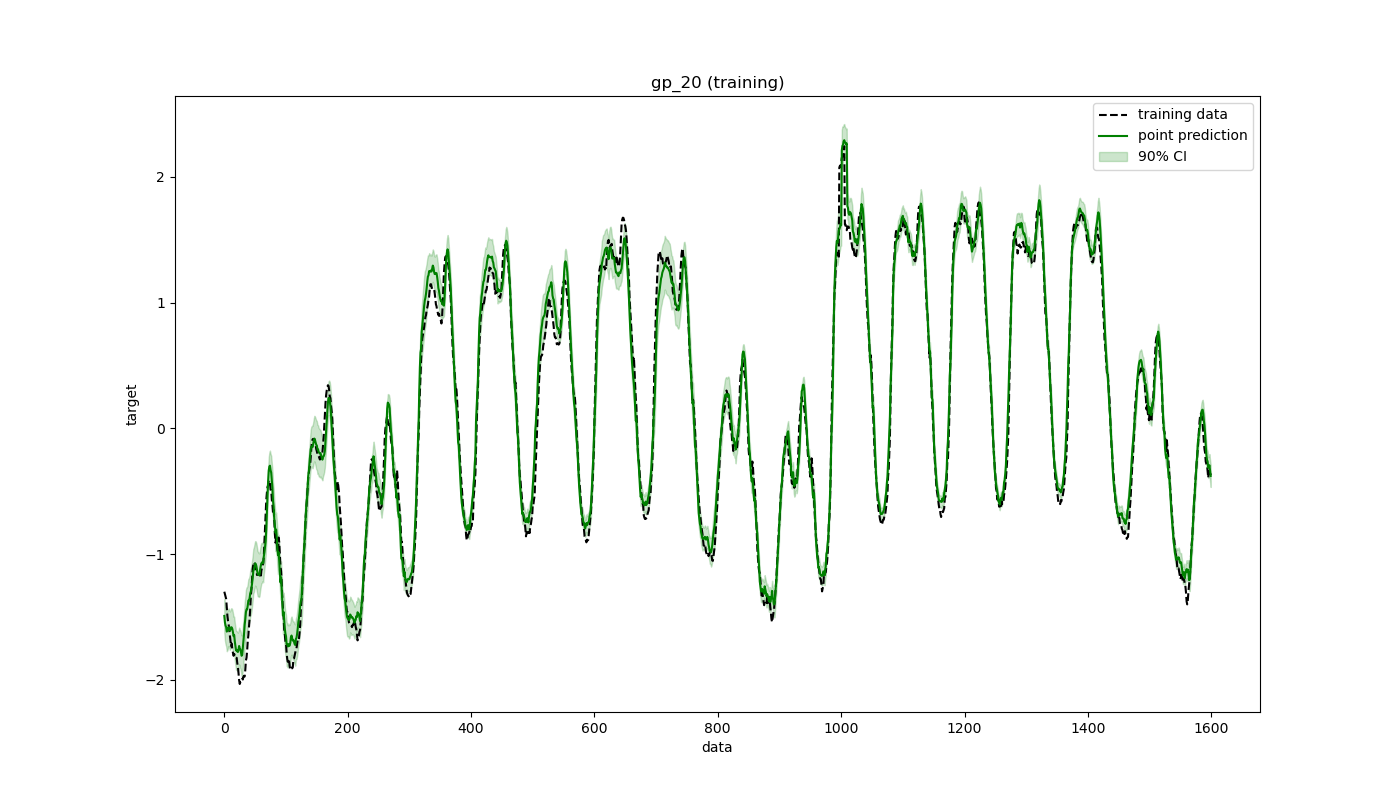 gp_20 (training)
training data
point prediction
90% CI
target
2
1
0
−1
−2
0 200 400 600 800 1000 1200 1400 1600
data